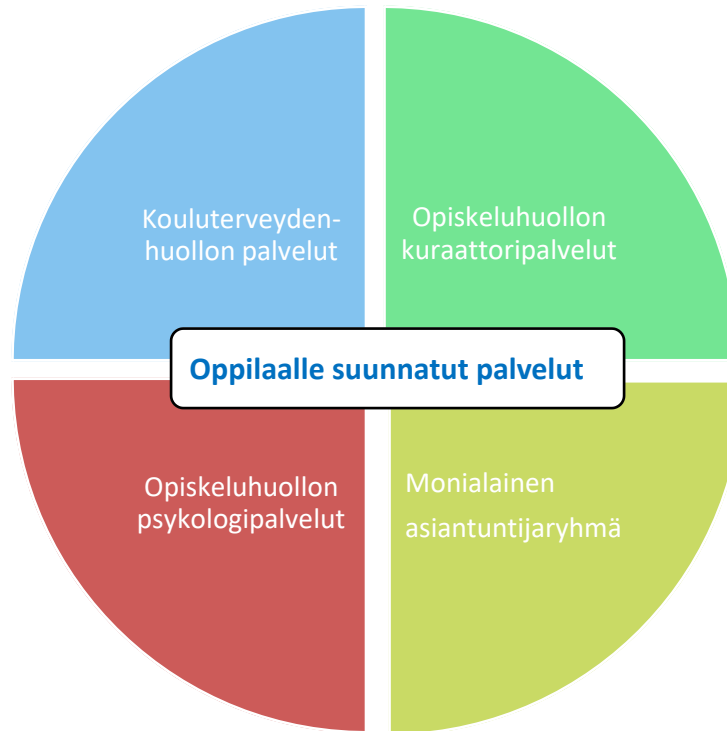 Kouluterveyden-
huollon palvelut
Opiskeluhuollon
kuraattoripalvelut
Oppilaalle suunnatut palvelut
Opiskeluhuollon
psykologipalvelut
Monialainen
asiantuntijaryhmä